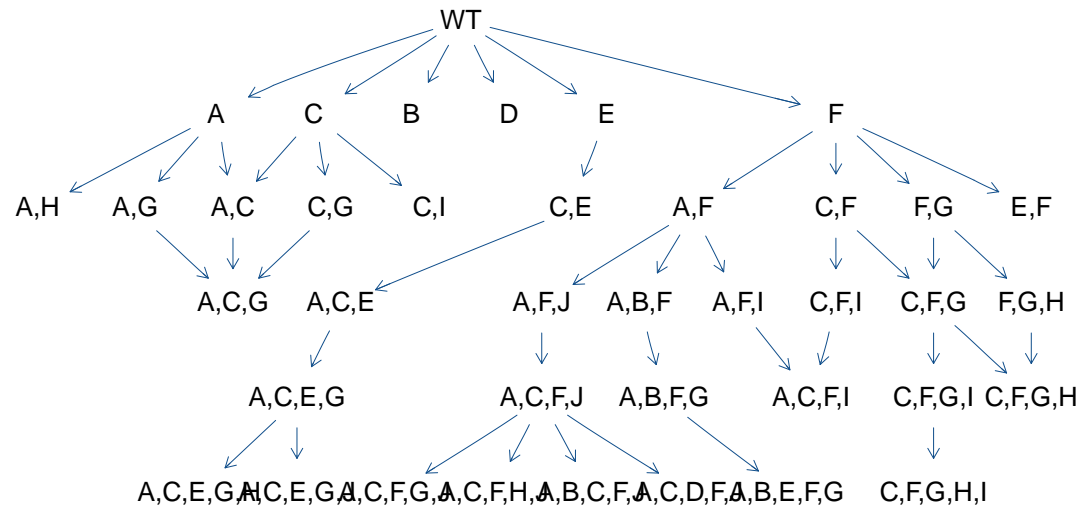 WT
A C B D E F
A,H A,G A,C C,G C,I C,E A,F C,F F,G E,F
A,C,G A,C,E A,F,J A,B,F A,F,I C,F,I C,F,G F,G,H
A,C,E,G A,C,F,J A,B,F,G A,C,F,I C,F,G,I C,F,G,H
A,C,E,G,H A,C,E,G,J A,C,F,G,J A,C,F,H,J A,B,C,F,J A,C,D,F,J A,B,E,F,G C,F,G,H,I